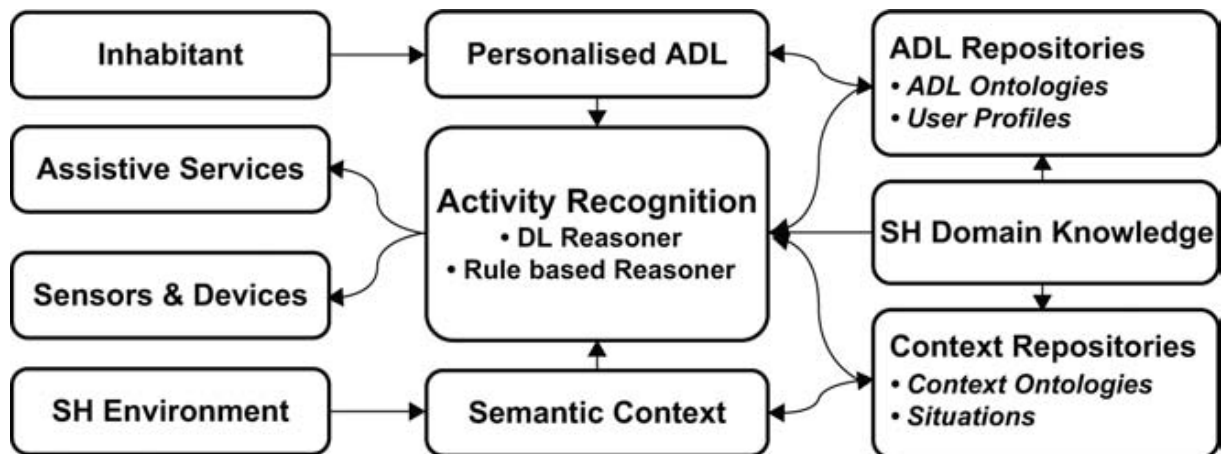 Inhabitant
Personalised ADL
ADL Repositories
• ADL Ontologies
• User Profiles
Assistive Services
Activity Recognition
• DL Reasoner
• Rule based Reasoner
SH Domain Knowledge
Sensors & Devices
Context Repositories
• Context Ontologies
• Situations
SH Environment
Semantic Context